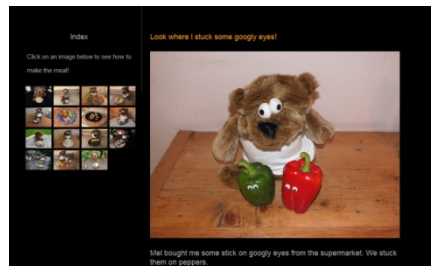 Index
Click on an image below to see how to
make the meal!
Look where I stuck some googly eyes!
Mel bought me some stick on googly eyes from the supermarket. We stuck
them on peppers.